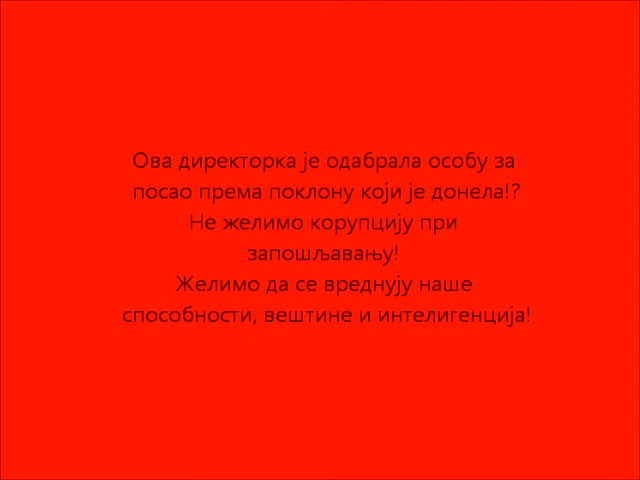 Ова директорка је одабрала особу за
посао према поклону који је донела!?
Не желимо корупцију при
запошљавању!
Желимо да се вреднују наше
способности, вештине и интелигенција!